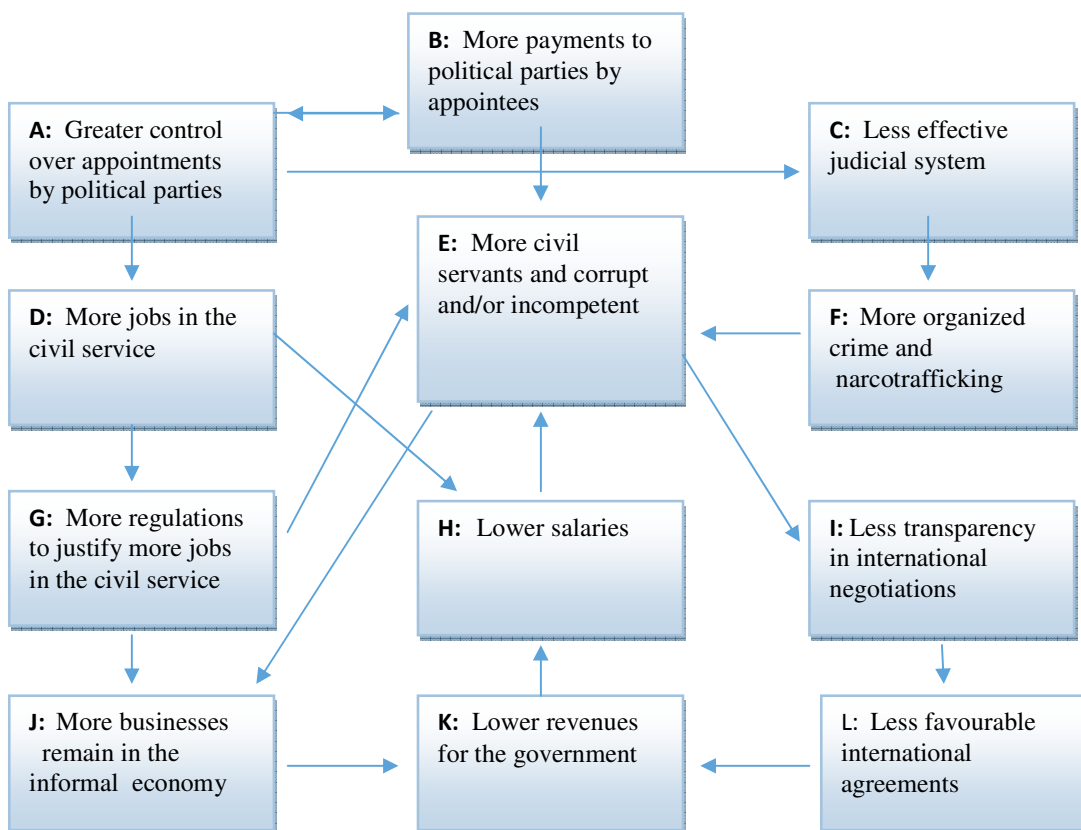 B: More payments to
political parties by
appointees
A: Greater control
over appointments
by political parties
C: Less effective
judicial system
E: More civil
servants and corrupt
and/or incompetent
D: More jobs in the
civil service
F: More organized
crime and
narcotrafficking
G: More regulations
to justify more jobs
in the civil service
H: Lower salaries
I: Less transparency
in international
negotiations
J: More businesses
remain in the
informal economy
K: Lower revenues
for the government
L: Less favourable
international
agreements